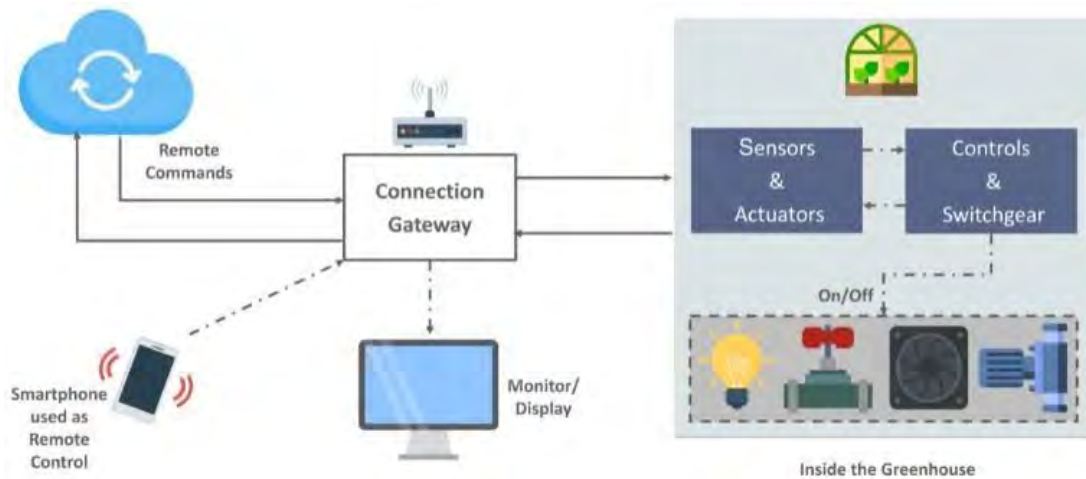 Remote
Commands
Connection
Gateway
Sensors
&
Actuators
Controls
&
Switchgear
On/Off
Smartphone
used as
Remote
Control
Monitor/
Display
Inside the Greenhouse